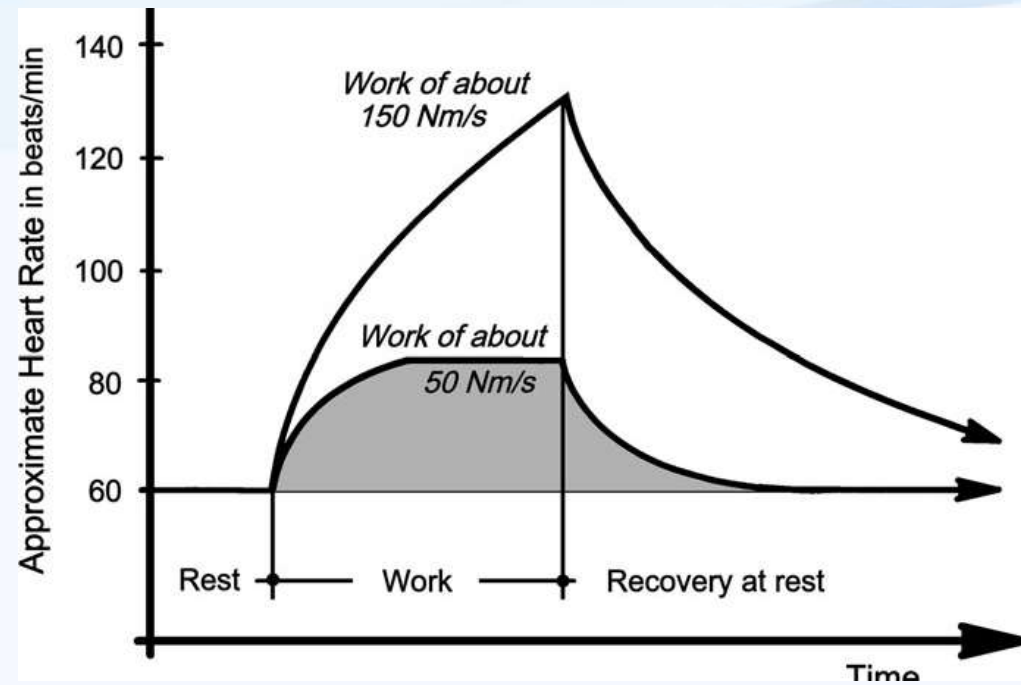 Approximate Heart Rate in beats/min
140
120
100
80
60
Work of about
150 Nm/s
Work of about
50 Nm/s
Rest
Work
Recovery at rest
Time